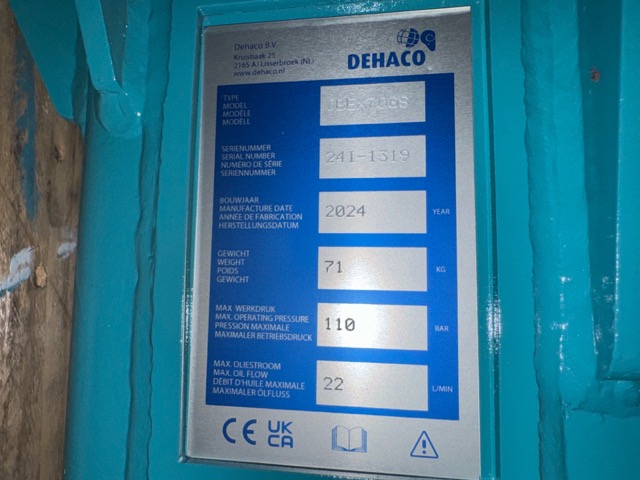 Dehaco B.V.
Kruisbaak 25
2165 AJ Lisserbroek (NL)
www.dehaco.nl
DEHACO
TYPE
MODEL
MODÈLE
MODELL
SERIENUMMER
SERIAL NUMBER
NUMÉRO DE SÉRIE
SERIENNUMMER
24I-1319
BOUWJAAR
MANUFACTURE DATE
ANNÉE DE FABRICATION
HERSTELLUNGSDATUM
2024
YEAR
GEWICHT
WEIGHT
POIDS
GEWICHT
71
KG
MAX. WERKDRUK
MAX. OPERATING PRESSURE
PRESSION MAXIMALE
MAXIMALER BETRIEBSDRUCK
110
BAR
MAX. OLIESTROOM
MAX. OIL FLOW
DÉBIT D'HUILE MAXIMALE
MAXIMALER ÖLFLUSS
22
L/MIN
CE UK
CA